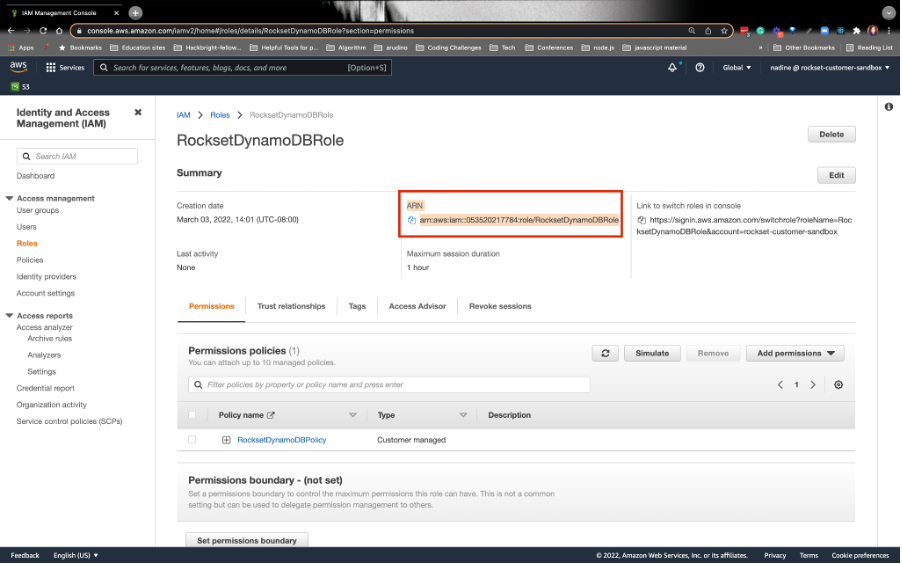 IAM Management Console
console.aws.amazon.com/iamv2/home#/roles/details/RocksetDynamoDBRole?section=permissions
Apps Bookmarks Education sites Hackbright-fellow... Helpful Tools for p... Algorithm arudino Coding Challenges Tech Conferences node.js javascript material » Other Bookmarks Reading List
aws Services Search for services, features, blogs, docs, and more [Option+S] Global nadine @ rockset-customer-sandbox
S3
Identity and Access
Management (IAM)
Search IAM
Dashboard
Access management
User groups
Users
Roles
Policies
Identity providers
Account settings
Access reports
Access analyzer
Archive rules
Analyzers
Settings
Credential report
Organization activity
Service control policies (SCPs)
IAM > Roles > RocksetDynamoDBRole
RocksetDynamoDBRole
Delete
Summary
Edit
Creation date
March 03, 2022, 14:01 (UTC-08:00)
ARN
arn:aws:iam::053520217784:role/RocksetDynamoDBRole
Link to switch roles in console
https://signin.aws.amazon.com/switchrole?roleName=Roc
ksetDynamoDBRole&account=rockset-customer-sandbox
Last activity
None
Maximum session duration
1 hour
Permissions Trust relationships Tags Access Advisor Revoke sessions
Permissions policies (1)
You can attach up to 10 managed policies.
Simulate Remove Add permissions
Filter policies by property or policy name and press enter
1
Policy name Type Description
RocksetDynamoDBPolicy Customer managed
Permissions boundary - (not set)
Set a permissions boundary to control the maximum permissions this role can have. This is not a common
setting but can be used to delegate permission management to others.
Set permissions boundary
Feedback English (US) © 2022, Amazon Web Services, Inc. or its affiliates. Privacy Terms Cookie preferences